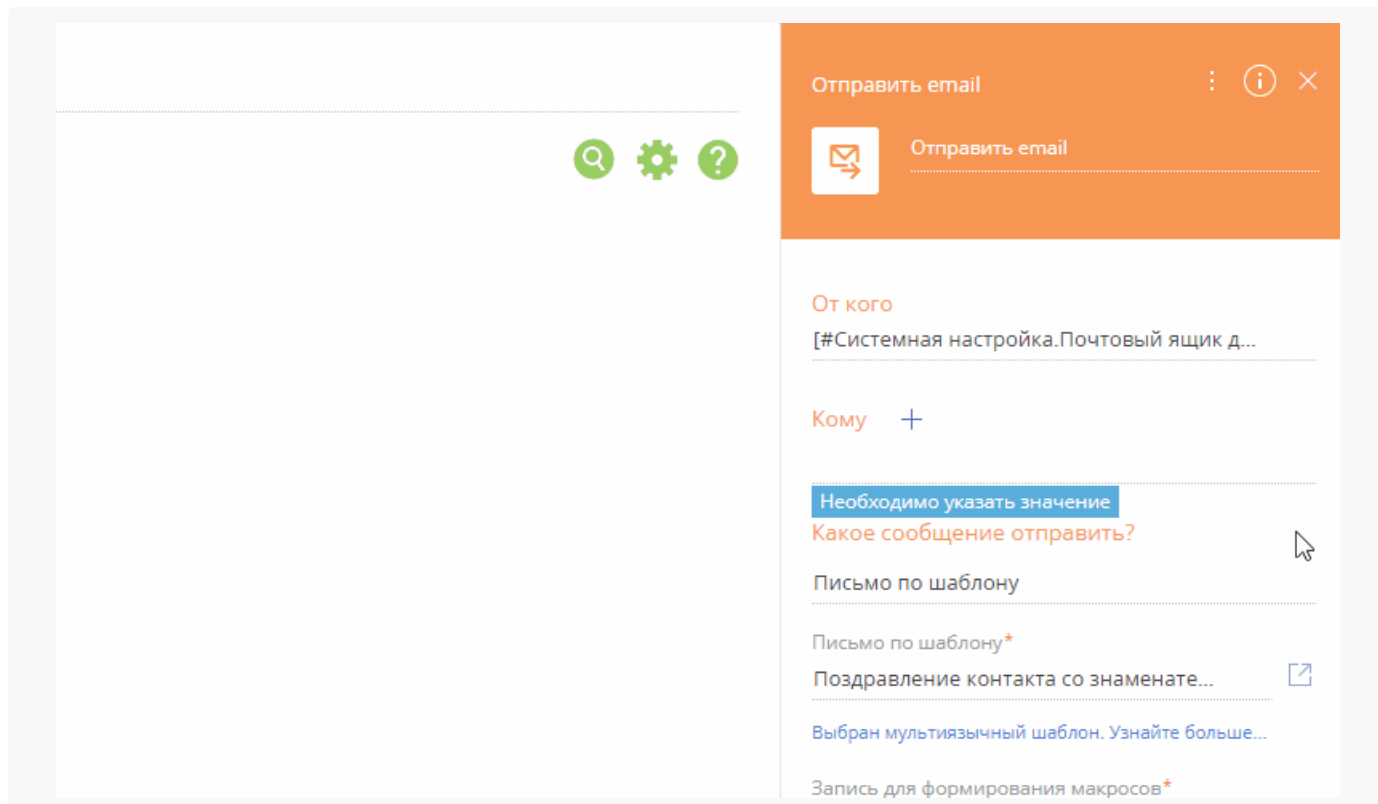 Отправить email
Отправить email
От кого
[#Системная настройка.Почтовый ящик д...
Кому
Необходимо указать значение
Какое сообщение отправить?
Письмо по шаблону
Письмо по шаблону*
Поздравление контакта со знаменате...
Выбран мультиязычный шаблон. Узнайте больше...
Запись для формирования макросов*